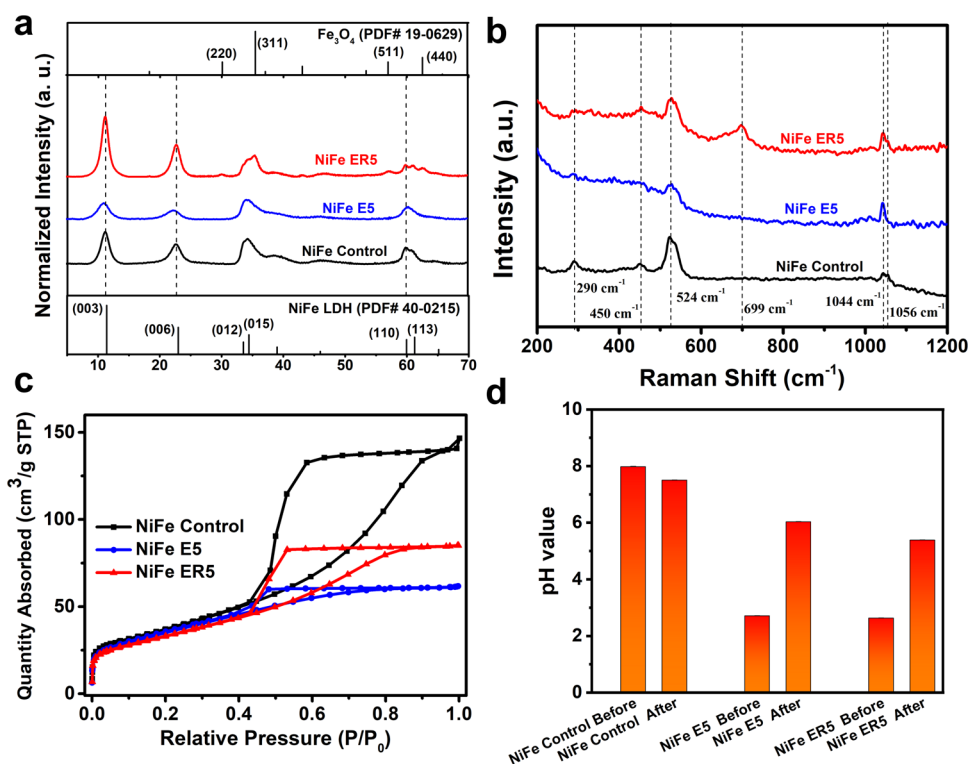 a
Normalized Intensity (a. u.)
Fe₃O₄ (PDF# 19-0629)
(220)
(311)
(511)
(440)
NiFe ER5
NiFe E5
NiFe Control
NiFe LDH (PDF# 40-0215)
(003)
(006)
(012)
(015)
(110)
(113)
10 20 30 40 50 60 70
b
Intensity (a.u.)
NiFe ER5
NiFe E5
NiFe Control
290 cm⁻¹
450 cm⁻¹
524 cm⁻¹
699 cm⁻¹
1044 cm⁻¹
1056 cm⁻¹
200 400 600 800 1000 1200
Raman Shift (cm⁻¹)
c
Quantity Absorbed (cm³/g STP)
150
100
50
0
NiFe Control
NiFe E5
NiFe ER5
0.0 0.2 0.4 0.6 0.8 1.0
Relative Pressure (P/P₀)
d
pH value
10
8
6
4
2
0
NiFe Control Before
NiFe Control After
NiFe E5 Before
NiFe E5 After
NiFe ER5 Before
NiFe ER5 After